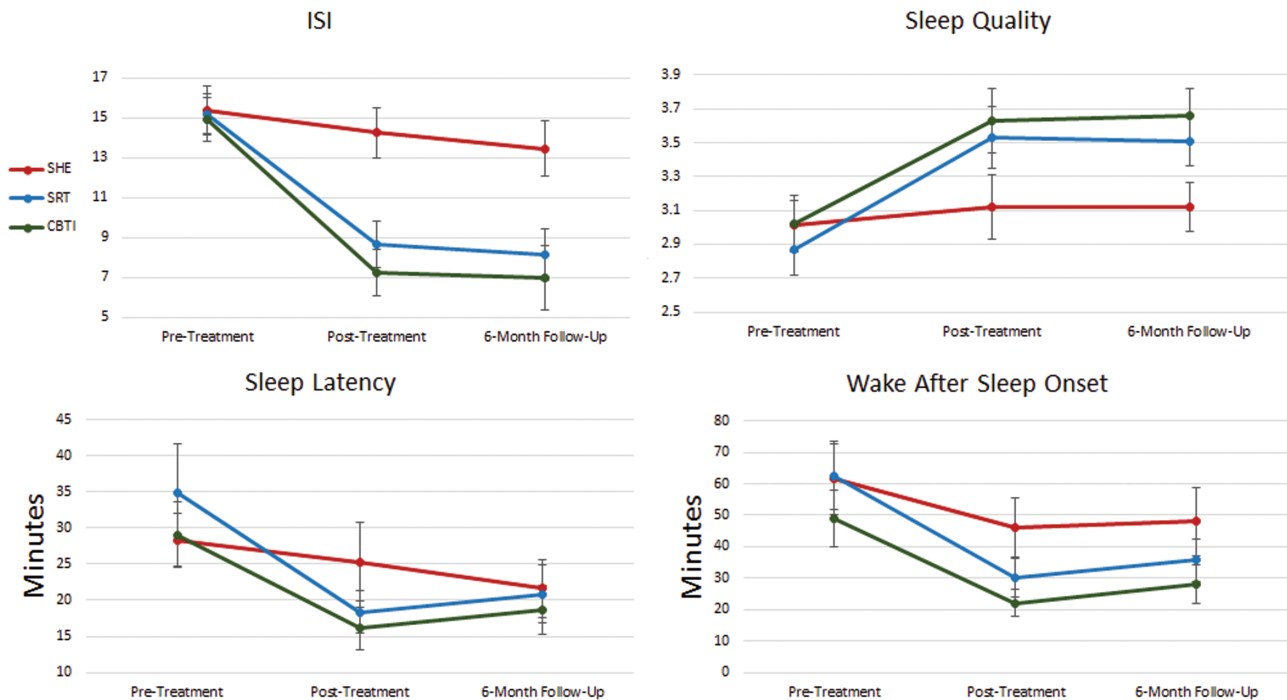 ISI
17
15
13
11
9
7
5
SHE
SRT
CBTI
Pre-Treatment
Post-Treatment
6-Month Follow-Up
Sleep Quality
3.9
3.7
3.5
3.3
3.1
2.9
2.7
2.5
Pre-Treatment
Post-Treatment
6-Month Follow-Up
Sleep Latency
Minutes
45
40
35
30
25
20
15
10
Pre-Treatment
Post-Treatment
6-Month Follow-Up
Wake After Sleep Onset
Minutes
80
70
60
50
40
30
20
10
0
Pre-Treatment
Post-Treatment
6-Month Follow-Up